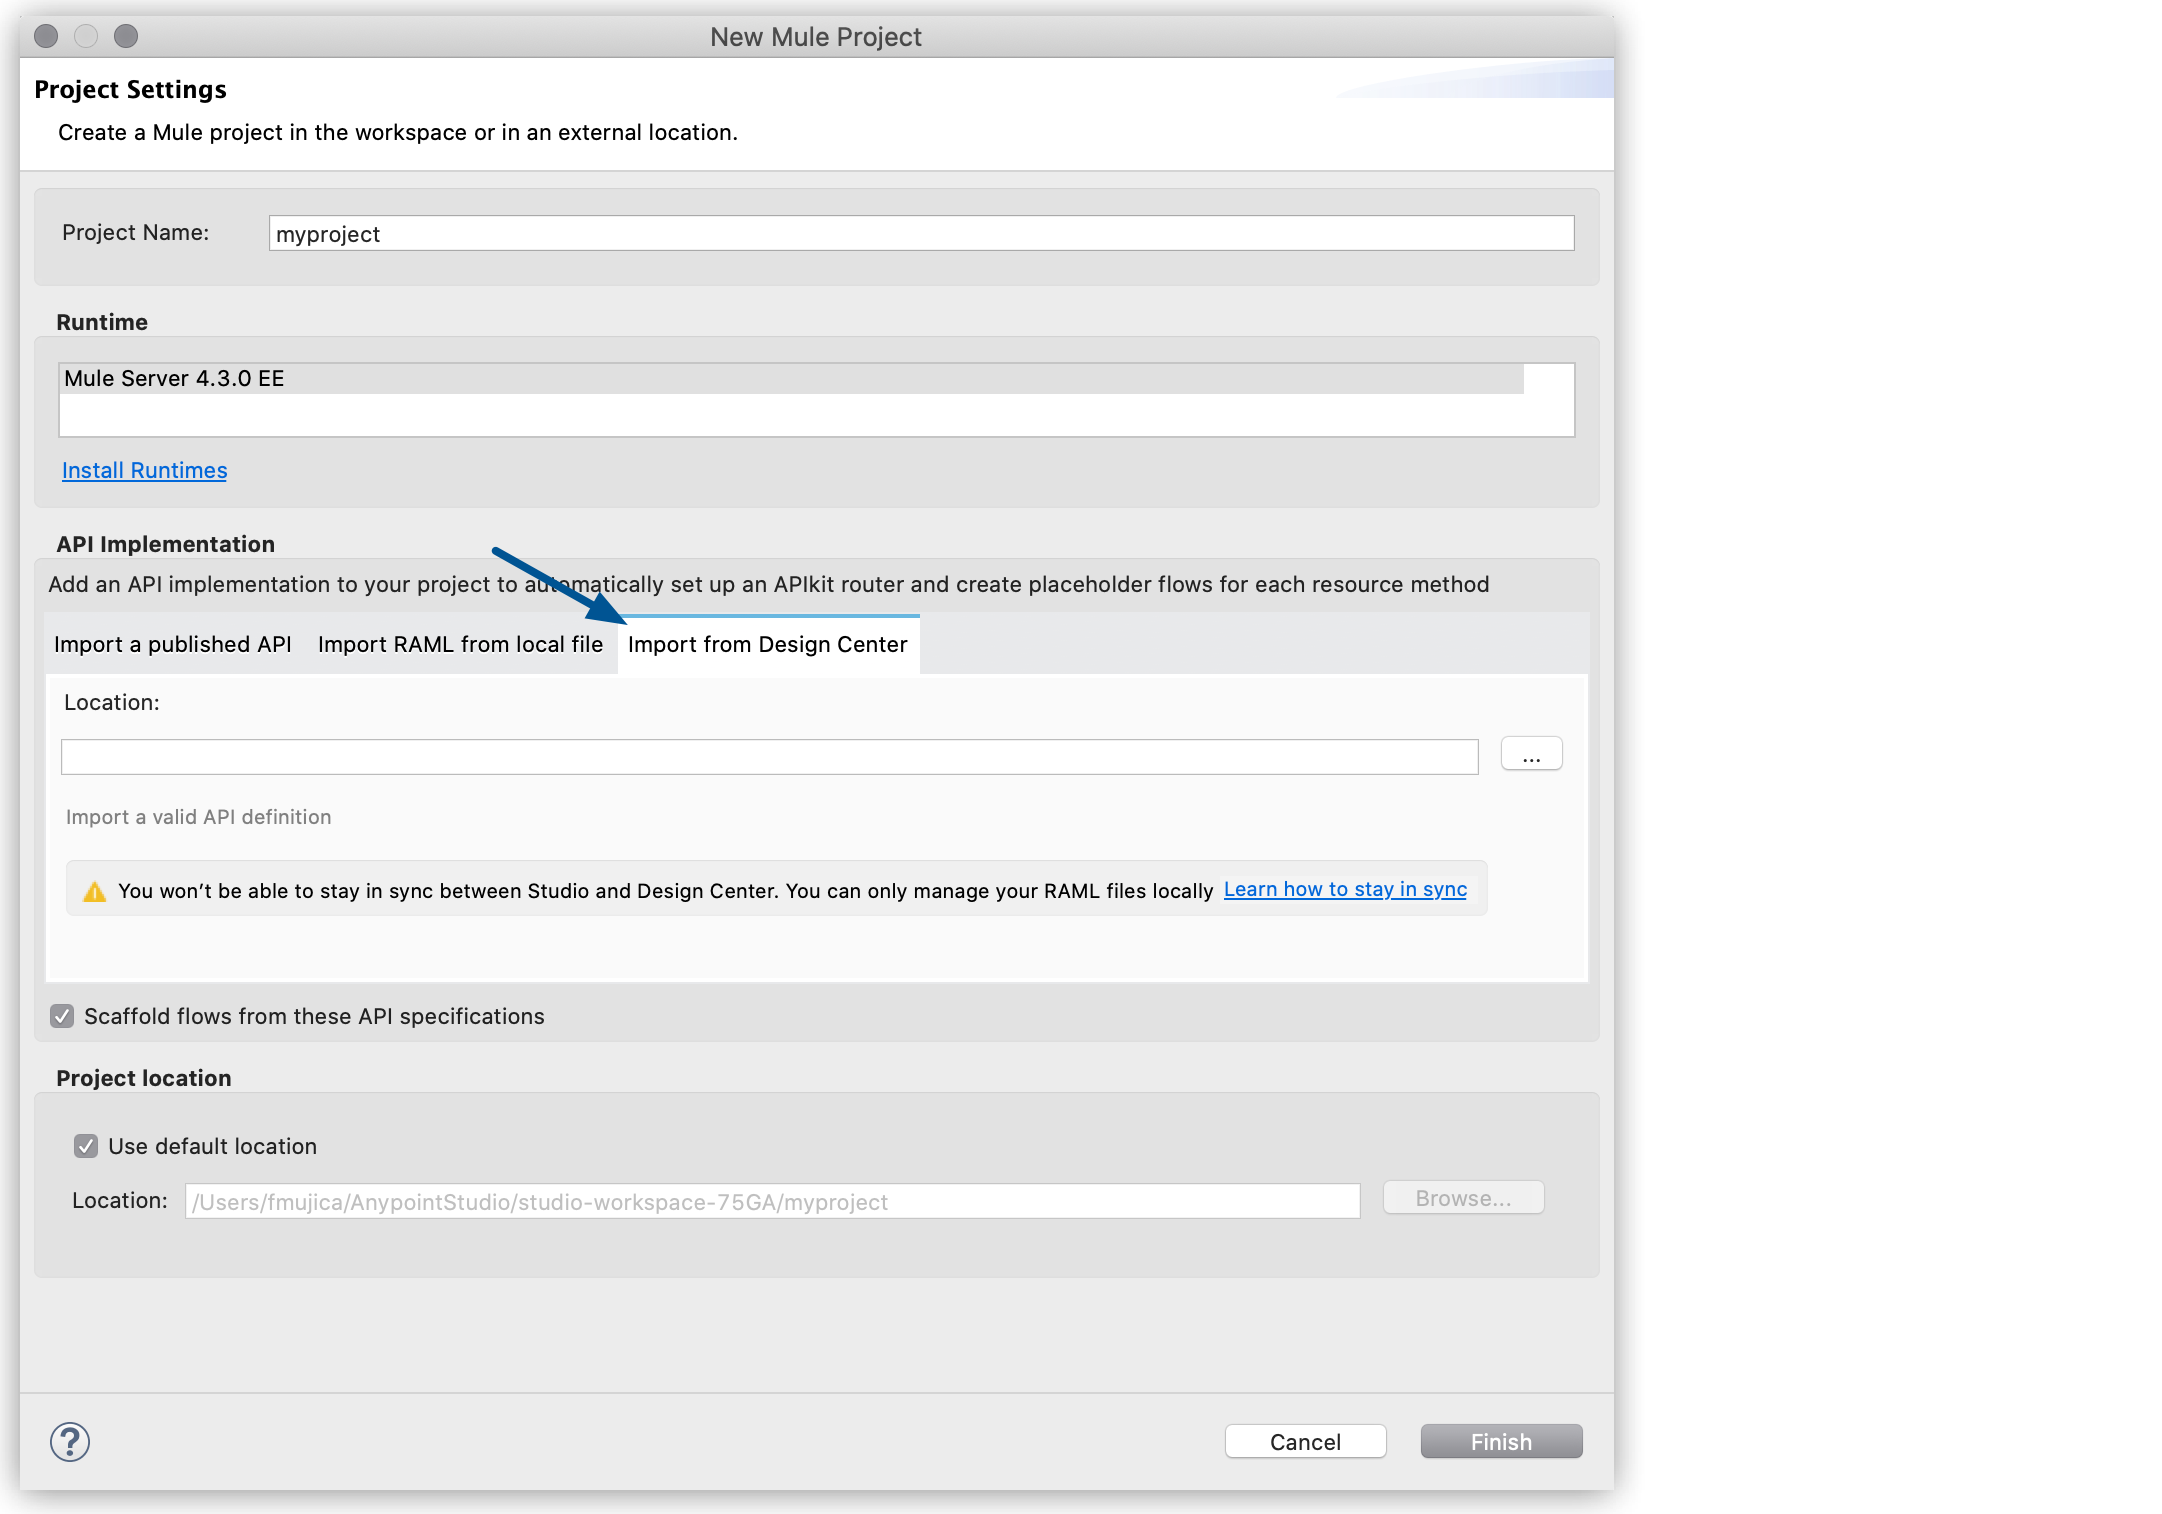 New Mule Project
Project Settings
Create a Mule project in the workspace or in an external location.
Project Name: myproject
Runtime
Mule Server 4.3.0 EE
Install Runtimes
API Implementation
Add an API implementation to your project to automatically set up an APIkit router and create placeholder flows for each resource method
Import a published API Import RAML from local file Import from Design Center
Location:
...
Import a valid API definition
You won't be able to stay in sync between Studio and Design Center. You can only manage your RAML files locally Learn how to stay in sync
Scaffold flows from these API specifications
Project location
Use default location
Location: /Users/fmujica/AnypointStudio/studio-workspace-75GA/myproject Browse...
? Cancel Finish